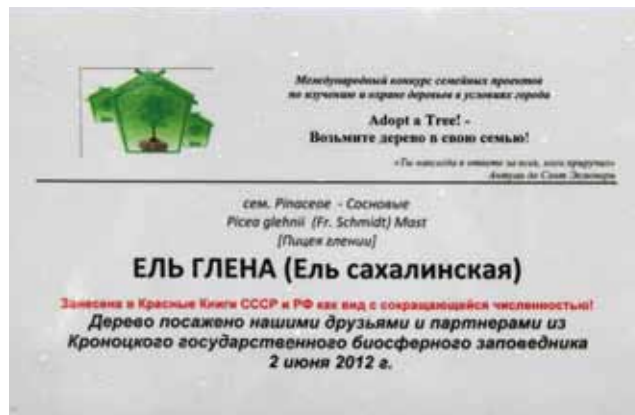 Международный конкурс семейных проектов
по изучению и охране деревьев в условиях города
Adopt a Tree! -
Возьмите дерево в свою семью!
«Ты навсегда в ответе за всех, кого приручил»
Антуан де Сент Экзюпери
сем. Pinaceae - Сосновые
Picea glehnii (Fr. Schmidt) Mast
[Пицея глении]
ЕЛЬ ГЛЕНА (Ель сахалинская)
Занесена в Красные Книги СССР и РФ как вид с сокращающейся численностью!
Дерево посажено нашими друзьями и партнерами из
Кроноцкого государственного биосферного заповедника
2 июня 2012 г.